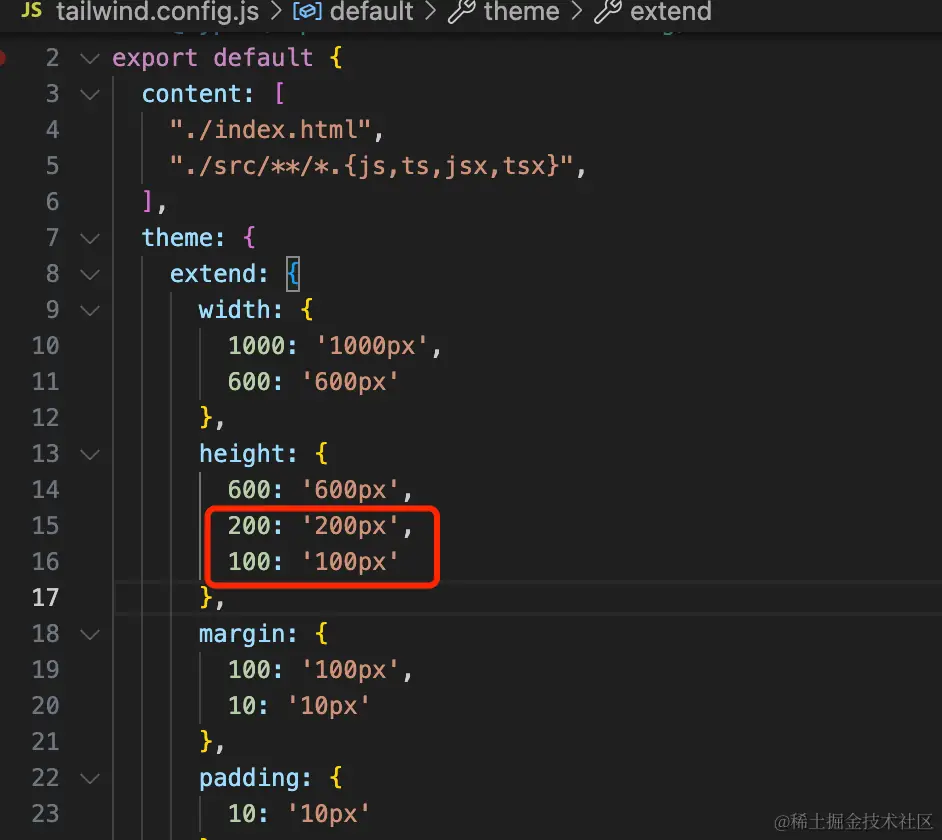 JS tailwind.config.js > default > theme > extend
2 export default {
3 content: [
4 "./index.html",
5 "./src/**/*.{js,ts,jsx,tsx}",
6 ],
7 theme: {
8 extend: {
9 width: {
10 1000: '1000px',
11 600: '600px'
12 },
13 height: {
14 600: '600px',
15 200: '200px',
16 100: '100px'
17 },
18 margin: {
19 100: '100px',
20 10: '10px'
21 },
22 padding: {
23 10: '10px'
@稀土掘金技术社区